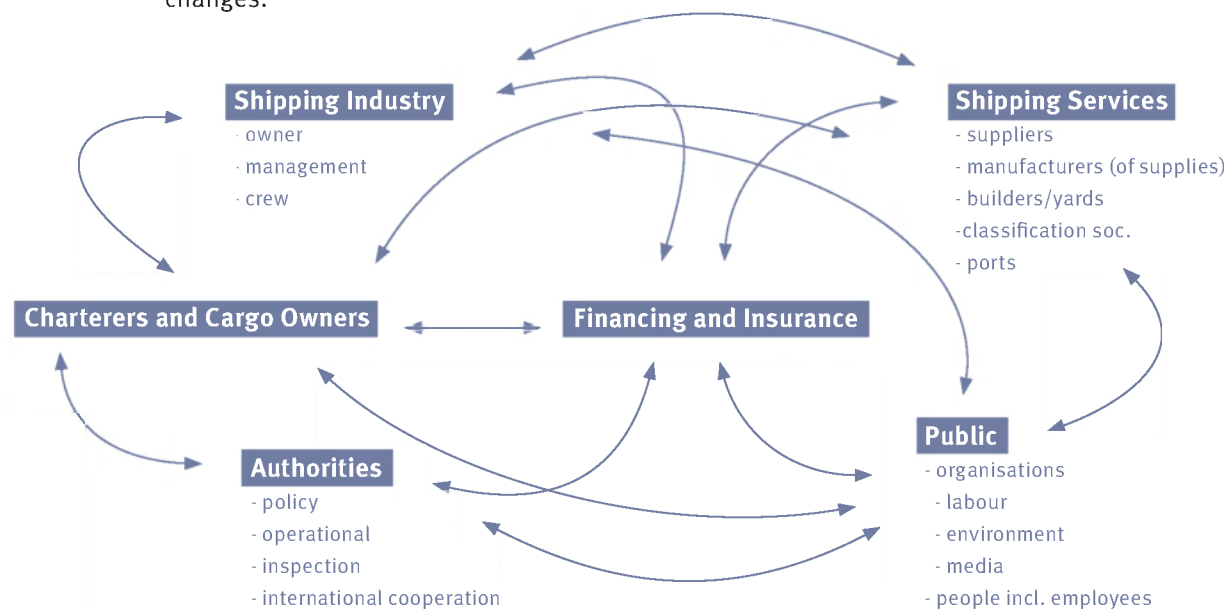 changes.
Shipping Industry
- owner
- management
- crew
Shipping Services
- suppliers
- manufacturers (of supplies)
- builders/yards
-classification soc.
- ports
Charterers and Cargo Owners
Financing and Insurance
Authorities
- policy
- operational
- inspection
- international cooperation
Public
- organisations
- labour
- environment
- media
- people incl. employees